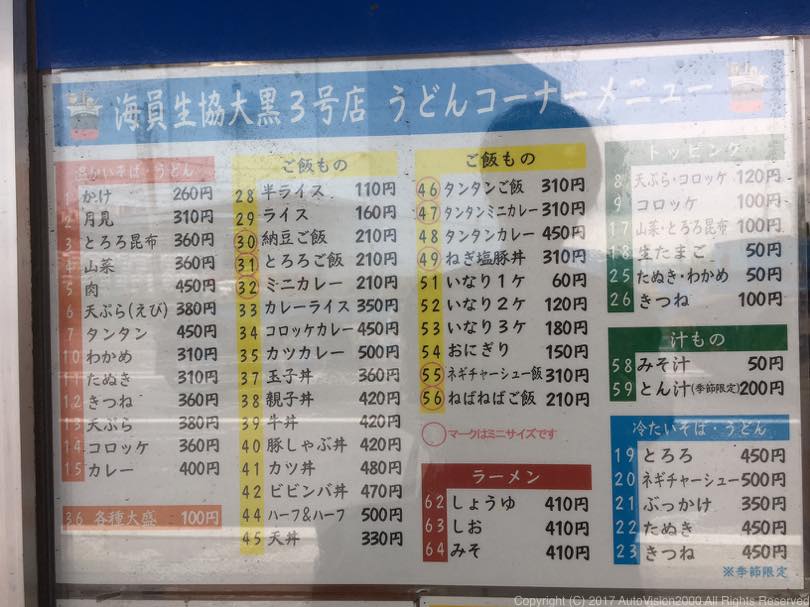 海員生協大黒3号店 うどんコーナーメニュー
温かいそば・うどん
1 かけ 260円
2 月見 310円
3 とろろ昆布 360円
4 山菜 360円
5 肉 450円
6 天ぷら(えび) 380円
7 タンタン 450円
10 わかめ 310円
11 たぬき 310円
12 きつね 360円
13 天ぷら 380円
14 コロッケ 360円
15 カレー 400円
36 各種大盛 100円
ご飯もの
28 半ライス 110円
29 ライス 160円
30 納豆ご飯 210円
31 とろろご飯 210円
32 ミニカレー 210円
33 カレーライス 350円
34 コロッケカレー 450円
35 カツカレー 500円
37 玉子丼 360円
38 親子丼 420円
39 牛丼 420円
40 豚しゃぶ丼 420円
41 カツ丼 480円
42 ビビンバ丼 470円
44 ハーフ&ハーフ 500円
45 天丼 330円
ご飯もの
46 タンタンご飯 310円
47 タンタンミニカレー 310円
48 タンタンカレー 450円
49 ねぎ塩豚丼 310円
51 いなり1ケ 60円
52 いなり2ケ 120円
53 いなり3ケ 180円
54 おにぎり 150円
55 ネギチャーシュー飯 310円
56 ねばねばご飯 210円
マークはミニサイズです
ラーメン
62 しょうゆ 410円
63 しお 410円
64 みそ 410円
トッピング
8 天ぷら・コロッケ 120円
9 コロッケ 100円
17 山菜・とろろ昆布 100円
18 生たまご 50円
25 たぬき・わかめ 50円
26 きつね 100円
汁もの
58 みそ汁 50円
59 とん汁(季節限定) 200円
冷たいそば・うどん
19 とろろ 450円
20 ネギチャーシュー 500円
21 ぶっかけ 350円
22 たぬき 450円
23 きつね 450円
※季節限定
Copyright (C) 2017 AutoVision2000 All Rights Reserved